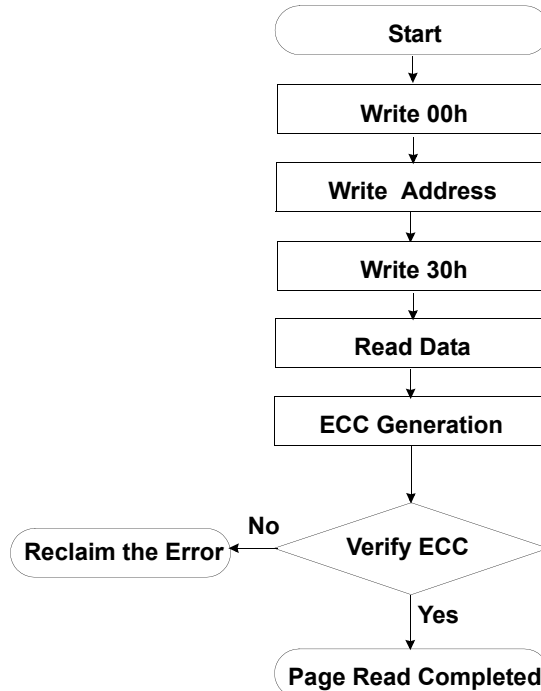 Start
Write 00h
Write Address
Write 30h
Read Data
ECC Generation
Verify ECC
No
Reclaim the Error
Yes
Page Read Completed